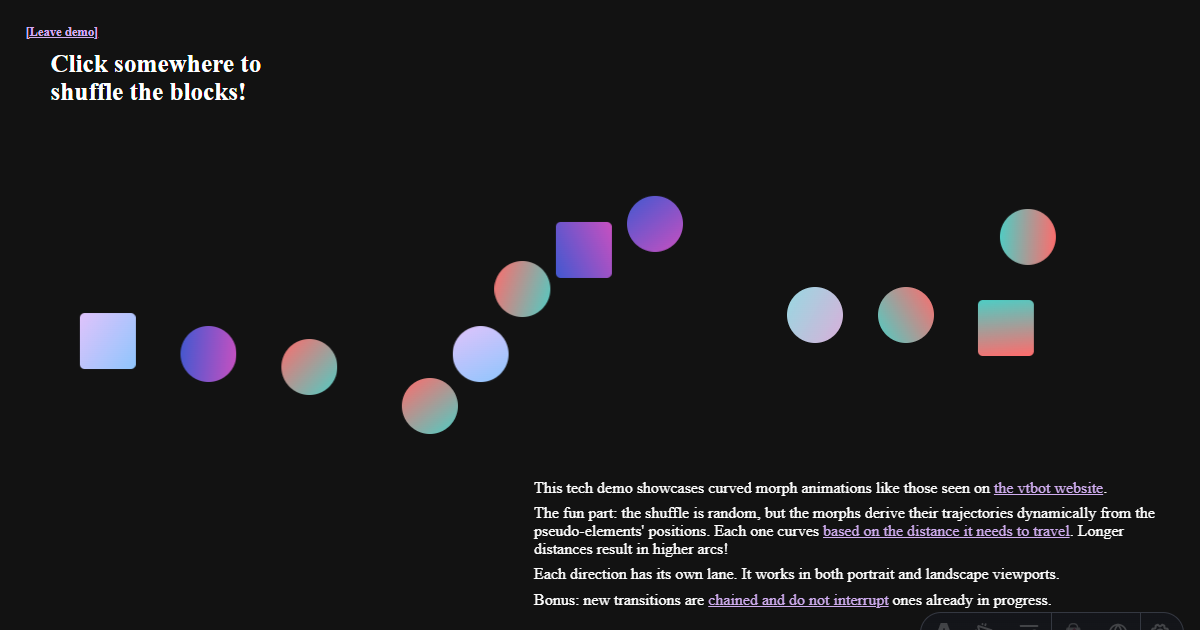 [Leave demo]
Click somewhere to
shuffle the blocks!
This tech demo showcases curved morph animations like those seen on the vtbot website.
The fun part: the shuffle is random, but the morphs derive their trajectories dynamically from the
pseudo-elements' positions. Each one curves based on the distance it needs to travel. Longer
distances result in higher arcs!
Each direction has its own lane. It works in both portrait and landscape viewports.
Bonus: new transitions are chained and do not interrupt ones already in progress.